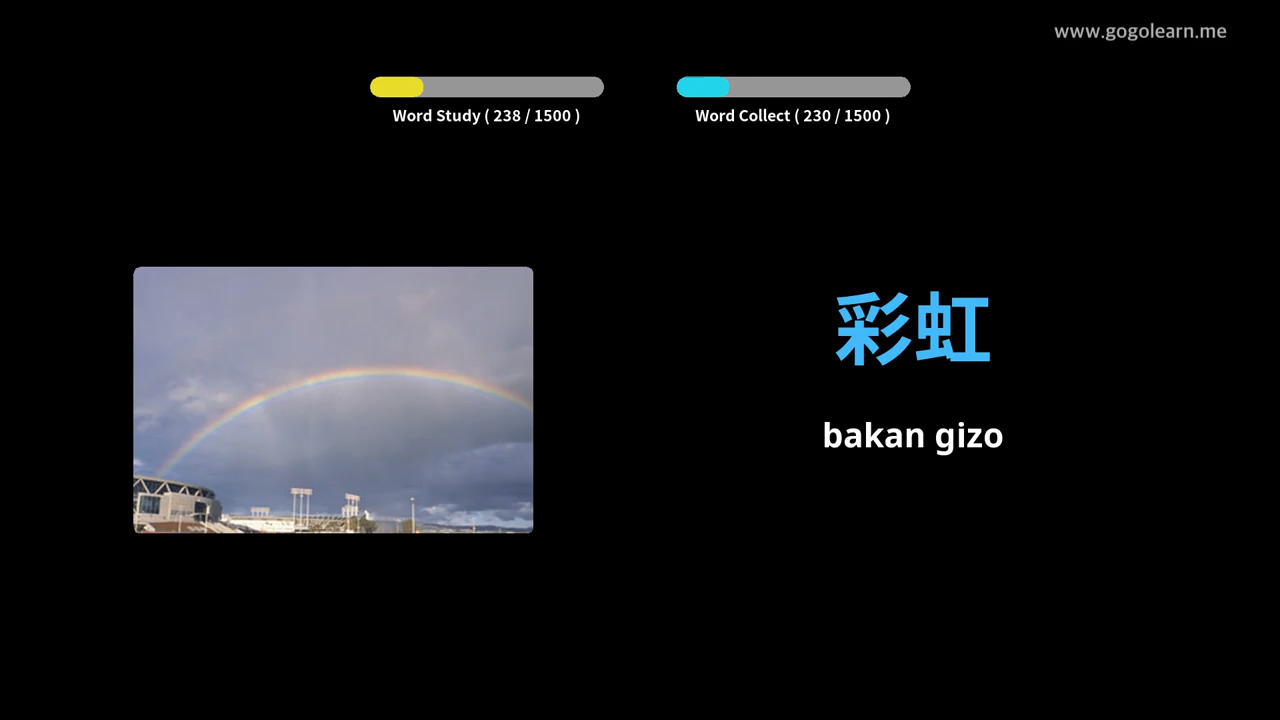 www.gogolearn.me
Word Study ( 238 / 1500 )
Word Collect ( 230 / 1500 )
彩虹
bakan gizo